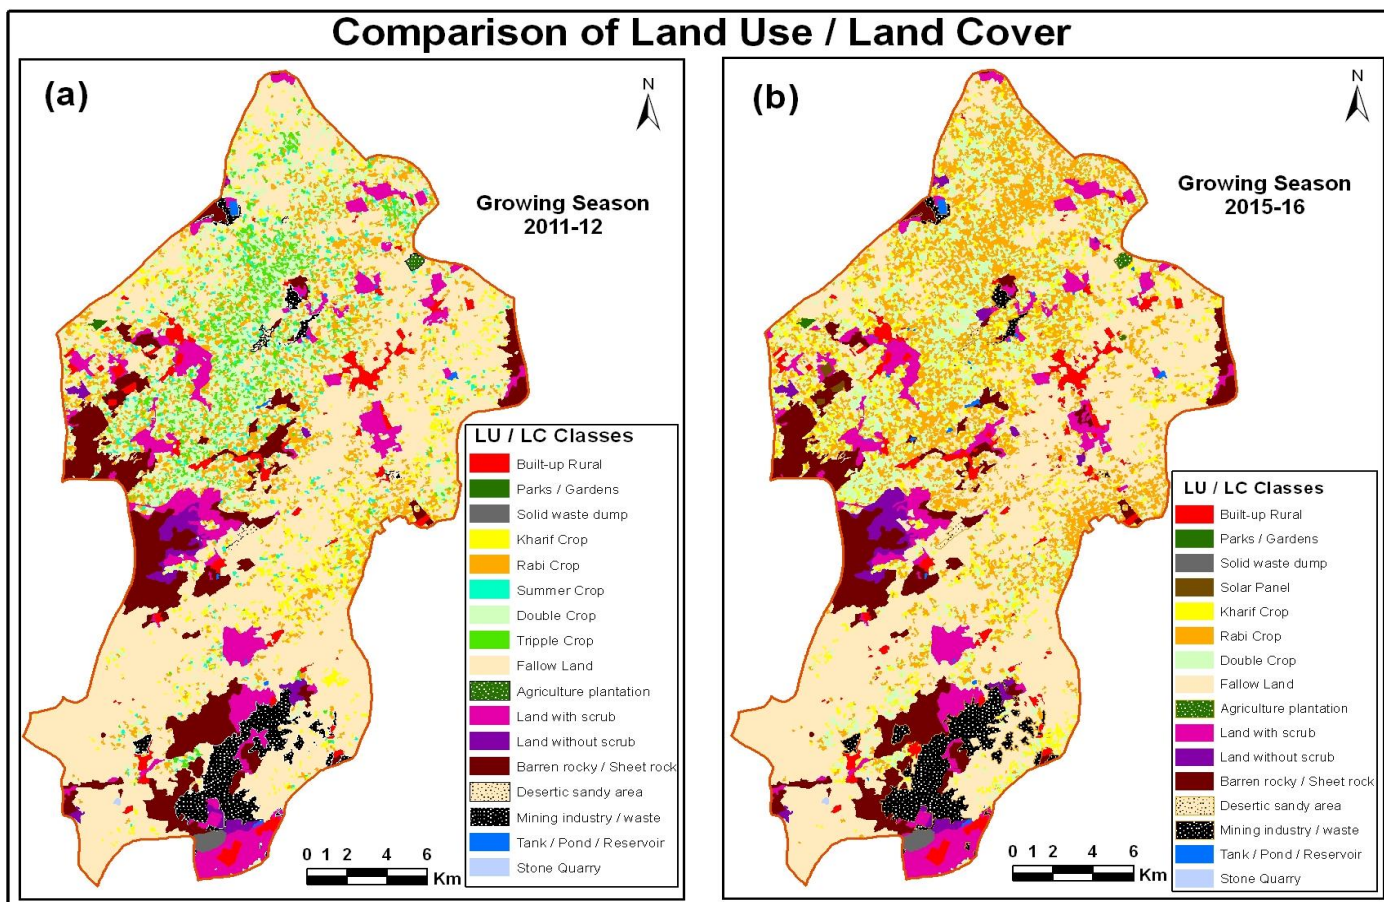 Comparison of Land Use / Land Cover
(a)
N
Growing Season
2011-12
LU / LC Classes
Built-up Rural
Parks / Gardens
Solid waste dump
Kharif Crop
Rabi Crop
Summer Crop
Double Crop
Tripple Crop
Fallow Land
Agriculture plantation
Land with scrub
Land without scrub
Barren rocky / Sheet rock
Desertic sandy area
Mining industry / waste
Tank / Pond / Reservoir
Stone Quarry
0 1 2 4 6
Km
(b)
N
Growing Season
2015-16
LU / LC Classes
Built-up Rural
Parks / Gardens
Solid waste dump
Solar Panel
Kharif Crop
Rabi Crop
Double Crop
Fallow Land
Agriculture plantation
Land with scrub
Land without scrub
Barren rocky / Sheet rock
Desertic sandy area
Mining industry / waste
Tank / Pond / Reservoir
Stone Quarry
0 1 2 4 6
Km